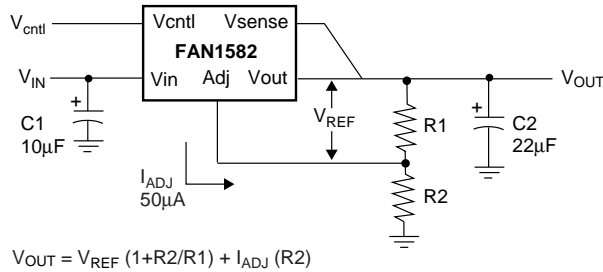 Vcntl
Vcntl Vsense
FAN1582
VIN
Vin Adj Vout
VOUT
+
C1
10µF
VREF
R1
+
C2
22µF
IADJ
50µA
R2
VOUT = VREF (1+R2/R1) + IADJ (R2)